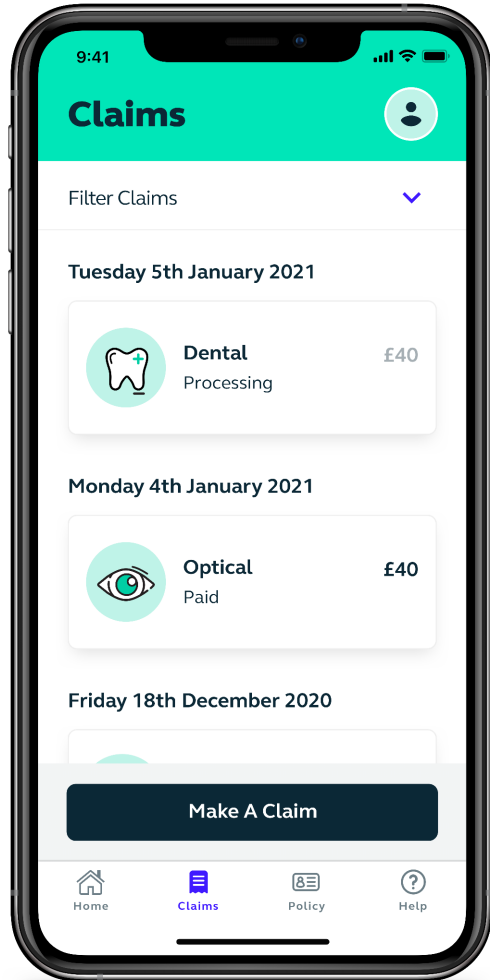 9:41
Claims
Filter Claims
Tuesday 5th January 2021
Dental £40
Processing
Monday 4th January 2021
Optical £40
Paid
Friday 18th December 2020
Make A Claim
Home Claims Policy Help